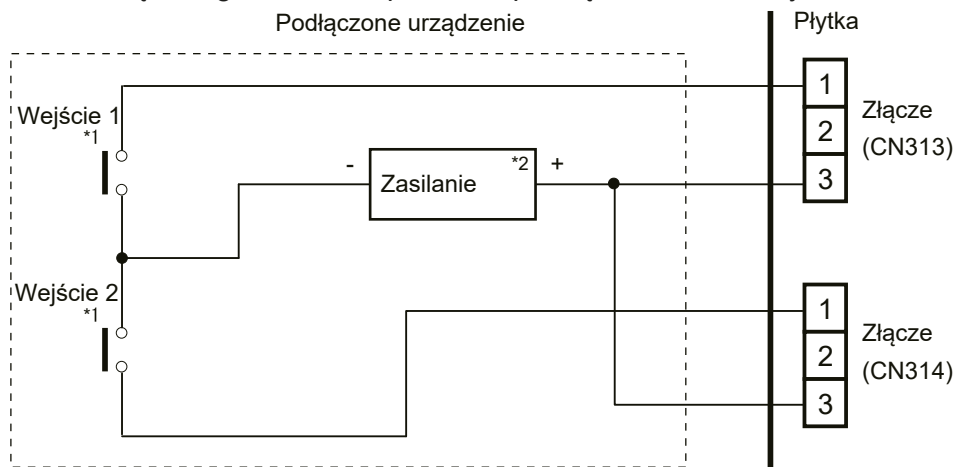 Podłączone urządzenie
Płytka
Wejście 1
*1
Wejście 2
*1
-
Zasilanie
*2
+
1
2
3
Złącze
(CN313)
1
2
3
Złącze
(CN314)